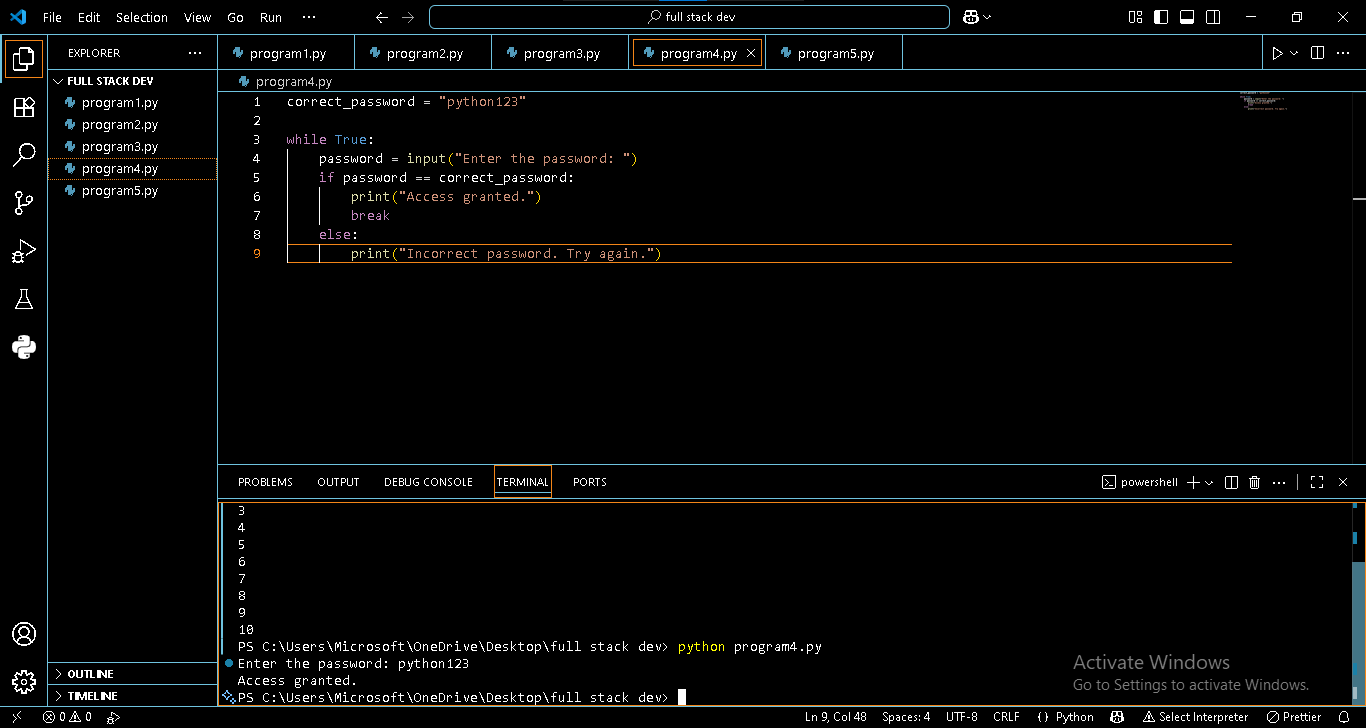 File Edit Selection View Go Run ··· full stack dev
EXPLORER ··· program1.py program2.py program3.py program4.py program5.py
FULL STACK DEV
program1.py
program2.py
program3.py
program4.py
program5.py
OUTLINE
TIMELINE
program4.py
1 correct_password = "python123"
2
3 while True:
4 password = input("Enter the password: ")
5 if password == correct_password:
6 print("Access granted.")
7 break
8 else:
9 print("Incorrect password. Try again.")
PROBLEMS OUTPUT DEBUG CONSOLE TERMINAL PORTS powershell
3
4
5
6
7
8
9
10
PS C:\Users\Microsoft\OneDrive\Desktop\full stack dev> python program4.py
Enter the password: python123
Access granted.
PS C:\Users\Microsoft\OneDrive\Desktop\full stack dev>
Activate Windows
Go to Settings to activate Windows.
0 0 Ln 9, Col 48 Spaces: 4 UTF-8 CRLF {} Python Select Interpreter Prettier